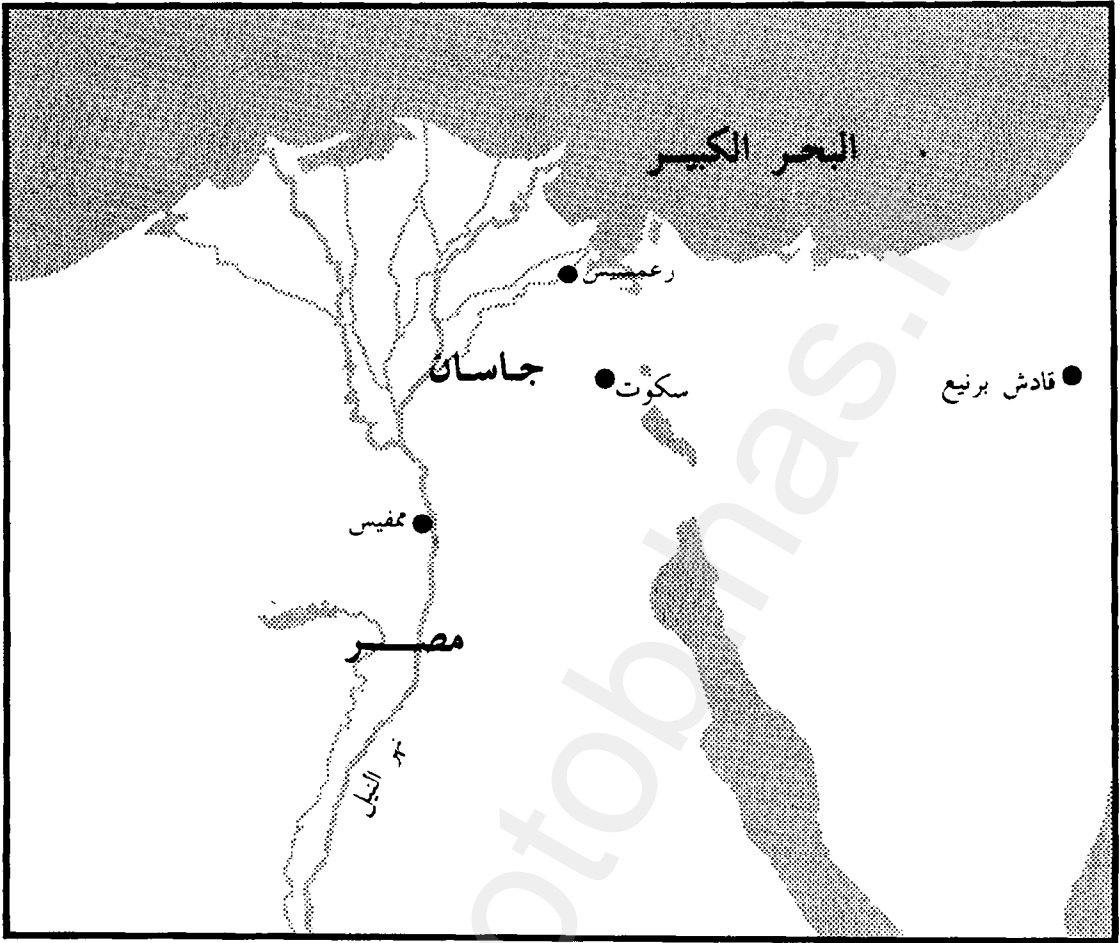 البحر الكبير
رعمسيس
جاسان
سكوت
قادش برنيع
ممفيس
مصر
نهر النيل